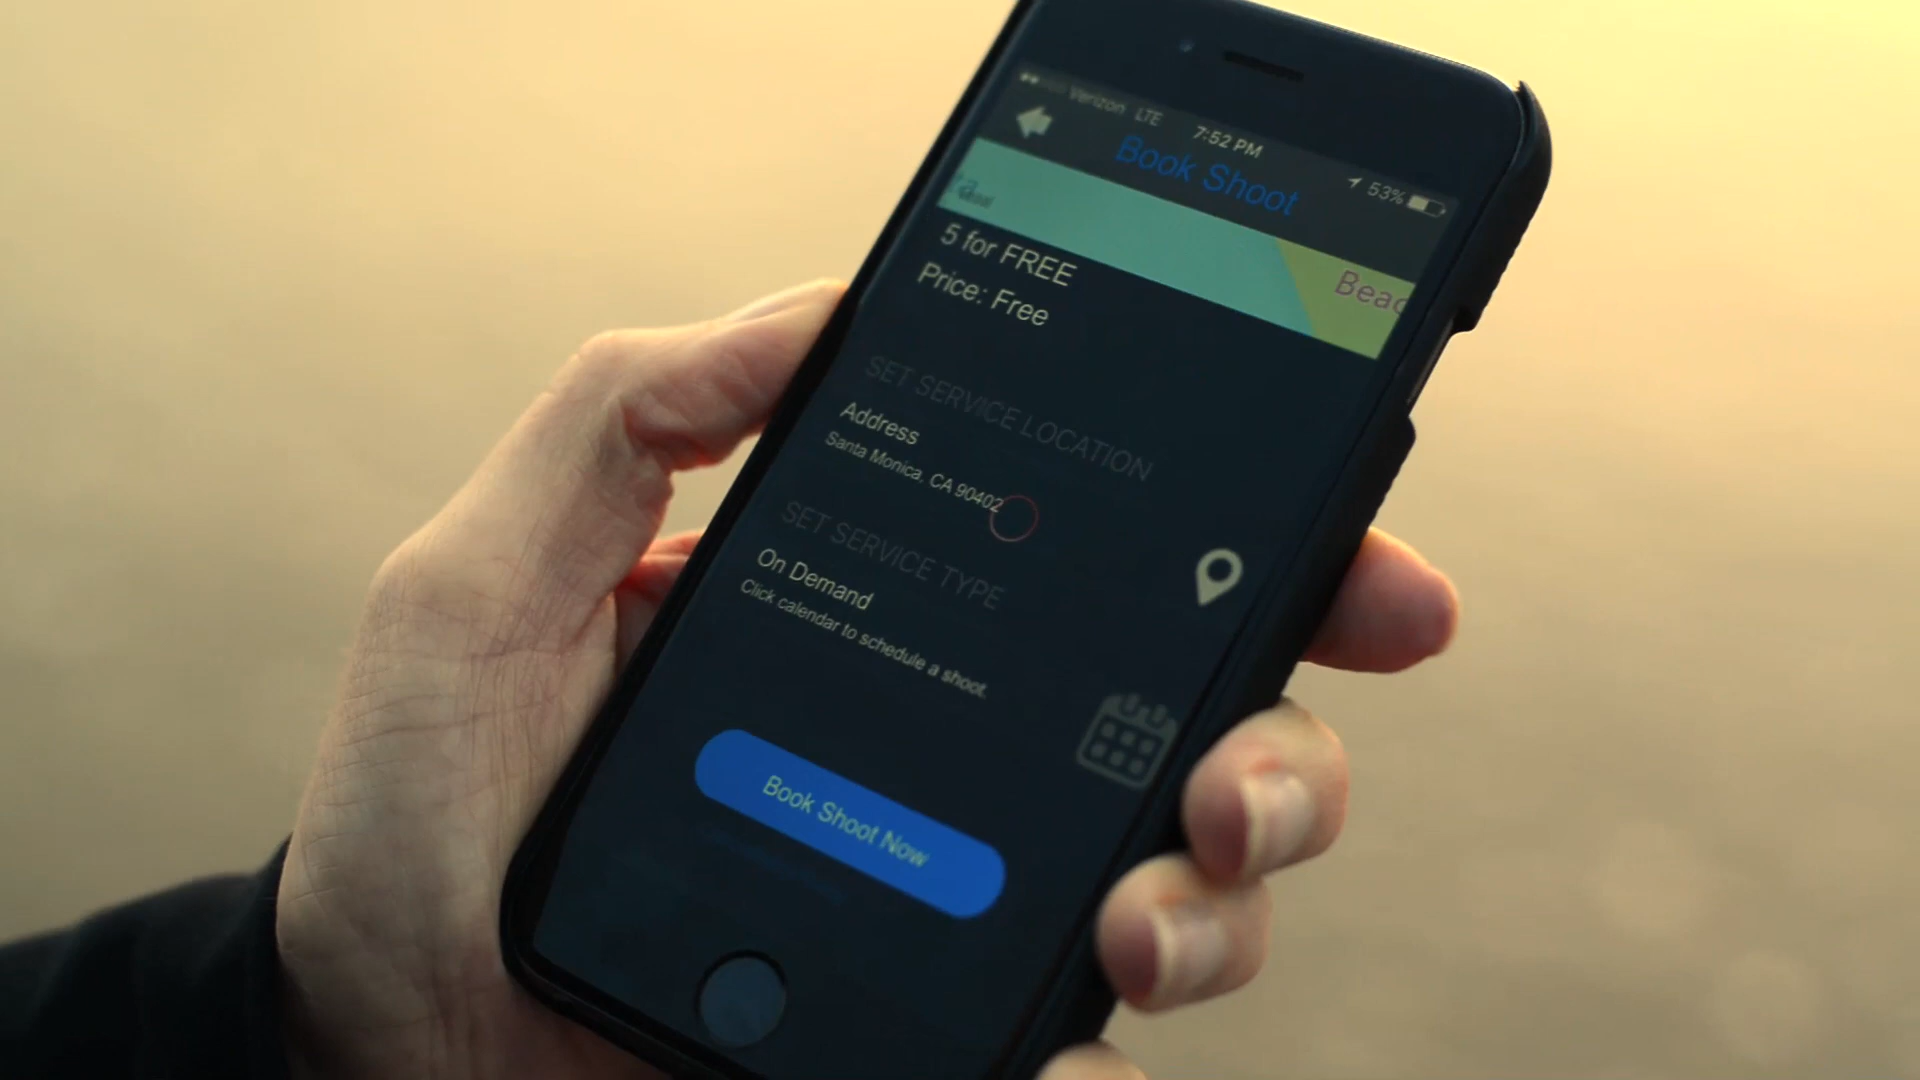 Verizon LTE 7:52 PM 53%
Book Shoot
Beac
5 for FREE
Price: Free
SET SERVICE LOCATION
Address
Santa Monica, CA 90402
SET SERVICE TYPE
On Demand
Click calendar to schedule a shoot.
Book Shoot Now